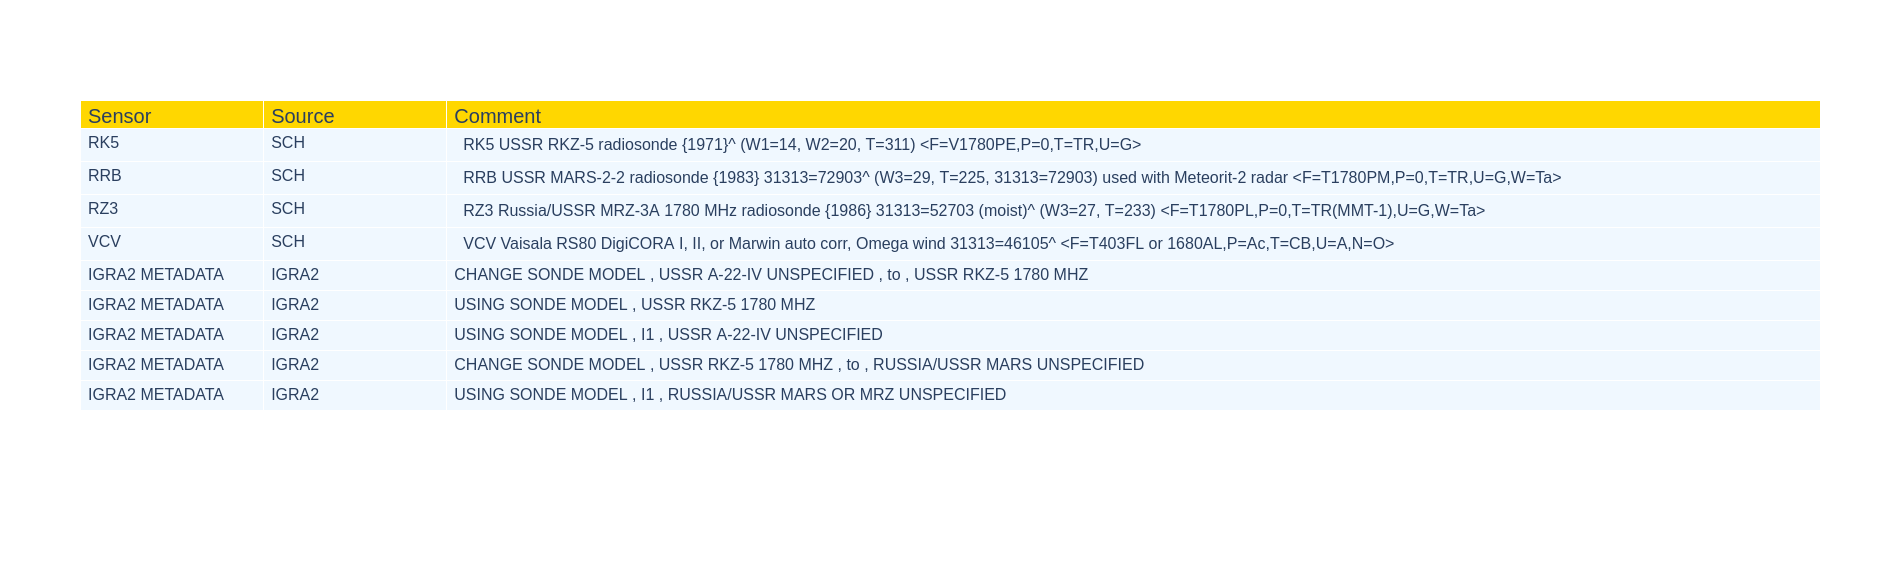 Sensor Source Comment
RK5 SCH RK5 USSR RKZ-5 radiosonde {1971}^ (W1=14, W2=20, T=311) <F=V1780PE,P=0,T=TR,U=G>
RRB SCH RRB USSR MARS-2-2 radiosonde {1983} 31313=72903^ (W3=29, T=225, 31313=72903) used with Meteorit-2 radar <F=T1780PM,P=0,T=TR,U=G,W=Ta>
RZ3 SCH RZ3 Russia/USSR MRZ-3A 1780 MHz radiosonde {1986} 31313=52703 (moist)^ (W3=27, T=233) <F=T1780PL,P=0,T=TR(MMT-1),U=G,W=Ta>
VCV SCH VCV Vaisala RS80 DigiCORA I, II, or Marwin auto corr, Omega wind 31313=46105^ <F=T403FL or 1680AL,P=Ac,T=CB,U=A,N=O>
IGRA2 METADATA IGRA2 CHANGE SONDE MODEL , USSR A-22-IV UNSPECIFIED , to , USSR RKZ-5 1780 MHZ
IGRA2 METADATA IGRA2 USING SONDE MODEL , USSR RKZ-5 1780 MHZ
IGRA2 METADATA IGRA2 USING SONDE MODEL , I1 , USSR A-22-IV UNSPECIFIED
IGRA2 METADATA IGRA2 CHANGE SONDE MODEL , USSR RKZ-5 1780 MHZ , to , RUSSIA/USSR MARS UNSPECIFIED
IGRA2 METADATA IGRA2 USING SONDE MODEL , I1 , RUSSIA/USSR MARS OR MRZ UNSPECIFIED